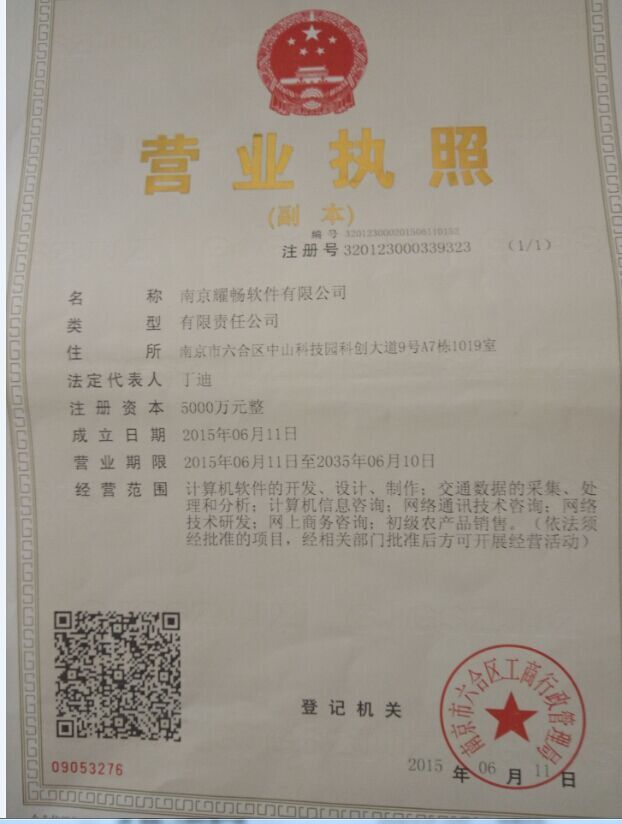 营业执照
(副本)
编号 320123000201506110152
注册号 320123000339323 (1/1)
名称 南京耀畅软件有限公司
类型 有限责任公司
住所 南京市六合区中山科技园科创大道9号A7栋1019室
法定代表人 丁迪
注册资本 5000万元整
成立日期 2015年06月11日
营业期限 2015年06月11日至2035年06月10日
经营范围 计算机软件的开发、设计、制作；交通数据的采集、处
理和分析；计算机信息咨询；网络通讯技术咨询；网络
技术研发；网上商务咨询；初级农产品销售。（依法须
经批准的项目，经相关部门批准后方可开展经营活动）
南京市六合区工商行政管理局
登记机关
09053276
2015年06月11日